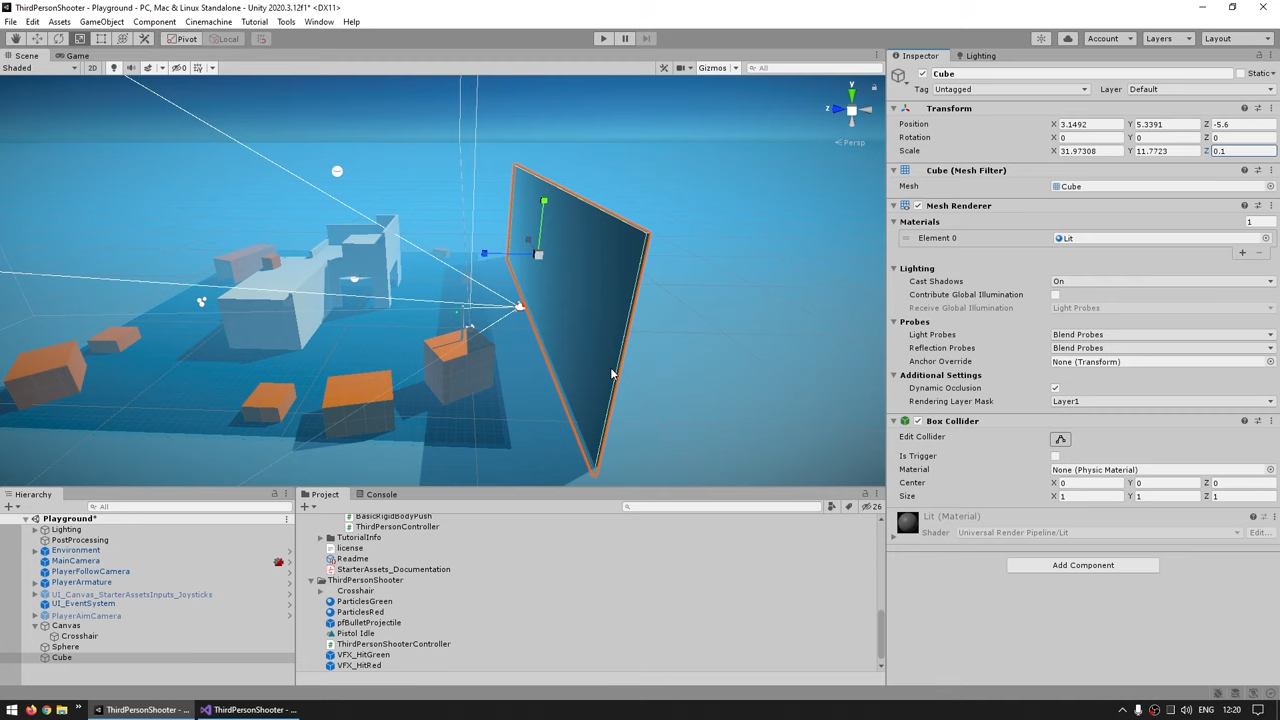 ThirdPersonShooter - Playground - PC, Mac & Linux Standalone - Unity 2020.3.12f1* <DX11>
File Edit Assets GameObject Component Cinemachine Tutorial Tools Window Help
Pivot Local Account Layers Layout
Scene Game Inspector Lighting
Shaded 2D 0 Gizmos All
Cube Static
Tag Untagged Layer Default
Transform
Position X 3.1492 Y 5.3391 Z -5.6
Rotation X 0 Y 0 Z 0
Scale X 31.97308 Y 11.7723 Z 0.1
Cube (Mesh Filter)
Mesh Cube
Mesh Renderer
Materials 1
Element 0 Lit
Lighting
Cast Shadows On
Contribute Global Illumination
Receive Global Illumination Light Probes
Probes
Light Probes Blend Probes
Reflection Probes Blend Probes
Anchor Override None (Transform)
Additional Settings
Dynamic Occlusion
Rendering Layer Mask Layer1
Box Collider
Edit Collider
Is Trigger
Material None (Physic Material)
Center X 0 Y 0 Z 0
Size X 1 Y 1 Z 1
Lit (Material)
Shader Universal Render Pipeline/Lit Edit...
Add Component
y
z
Persp
Hierarchy
All
Playground*
Lighting
PostProcessing
Environment
MainCamera
PlayerFollowCamera
PlayerArmature
UI_Canvas_StarterAssetsInputs_Joysticks
UI_EventSystem
PlayerAimCamera
Canvas
Crosshair
Sphere
Cube
Project Console
26
BasicRigidBodyPush
ThirdPersonController
TutorialInfo
license
Readme
StarterAssets_Documentation
ThirdPersonShooter
Crosshair
ParticlesGreen
ParticlesRed
pfBulletProjectile
Pistol Idle
ThirdPersonShooterController
VFX_HitGreen
VFX_HitRed
ThirdPersonShooter - ... ThirdPersonShooter - ... ENG 12:20